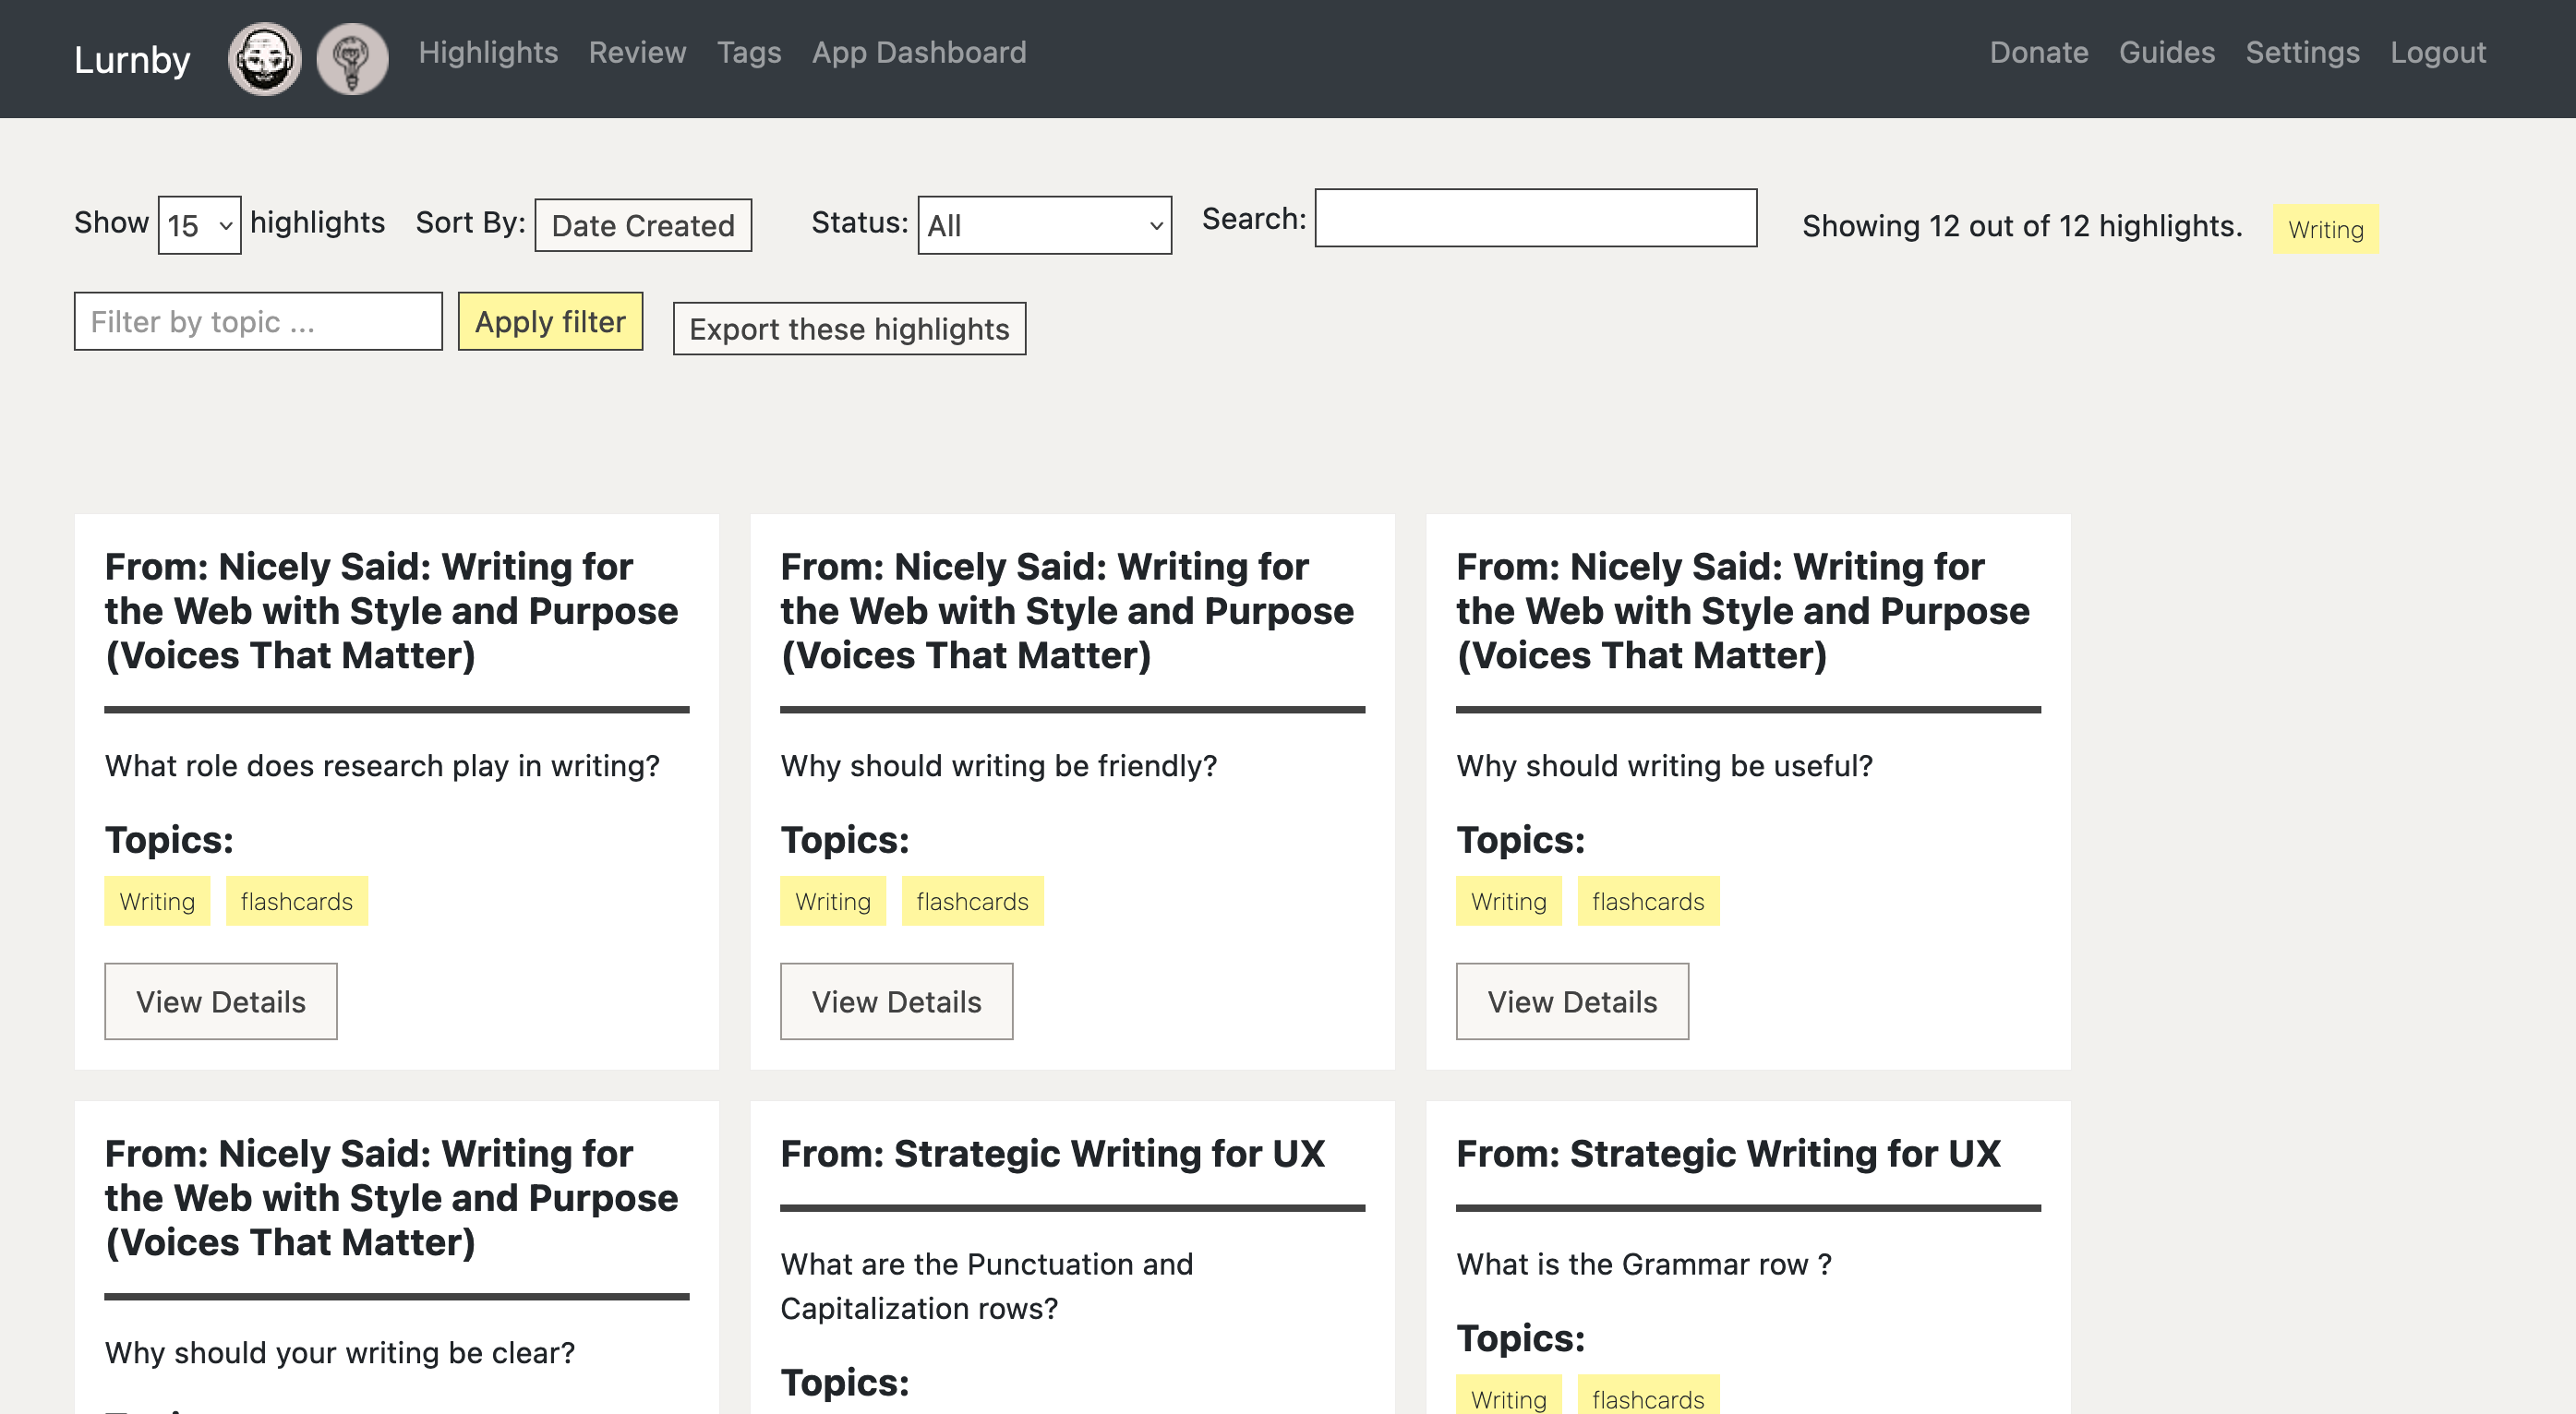 Lurnby Highlights Review Tags App Dashboard Donate Guides Settings Logout
Show 15 highlights Sort By: Date Created Status: All Search: Showing 12 out of 12 highlights. Writing
Filter by topic ... Apply filter Export these highlights
From: Nicely Said: Writing for
the Web with Style and Purpose
(Voices That Matter)
What role does research play in writing?
Topics:
Writing flashcards
View Details
From: Nicely Said: Writing for
the Web with Style and Purpose
(Voices That Matter)
Why should writing be friendly?
Topics:
Writing flashcards
View Details
From: Nicely Said: Writing for
the Web with Style and Purpose
(Voices That Matter)
Why should writing be useful?
Topics:
Writing flashcards
View Details
From: Nicely Said: Writing for
the Web with Style and Purpose
(Voices That Matter)
Why should your writing be clear?
From: Strategic Writing for UX
What are the Punctuation and
Capitalization rows?
Topics:
From: Strategic Writing for UX
What is the Grammar row ?
Topics:
Writing flashcards